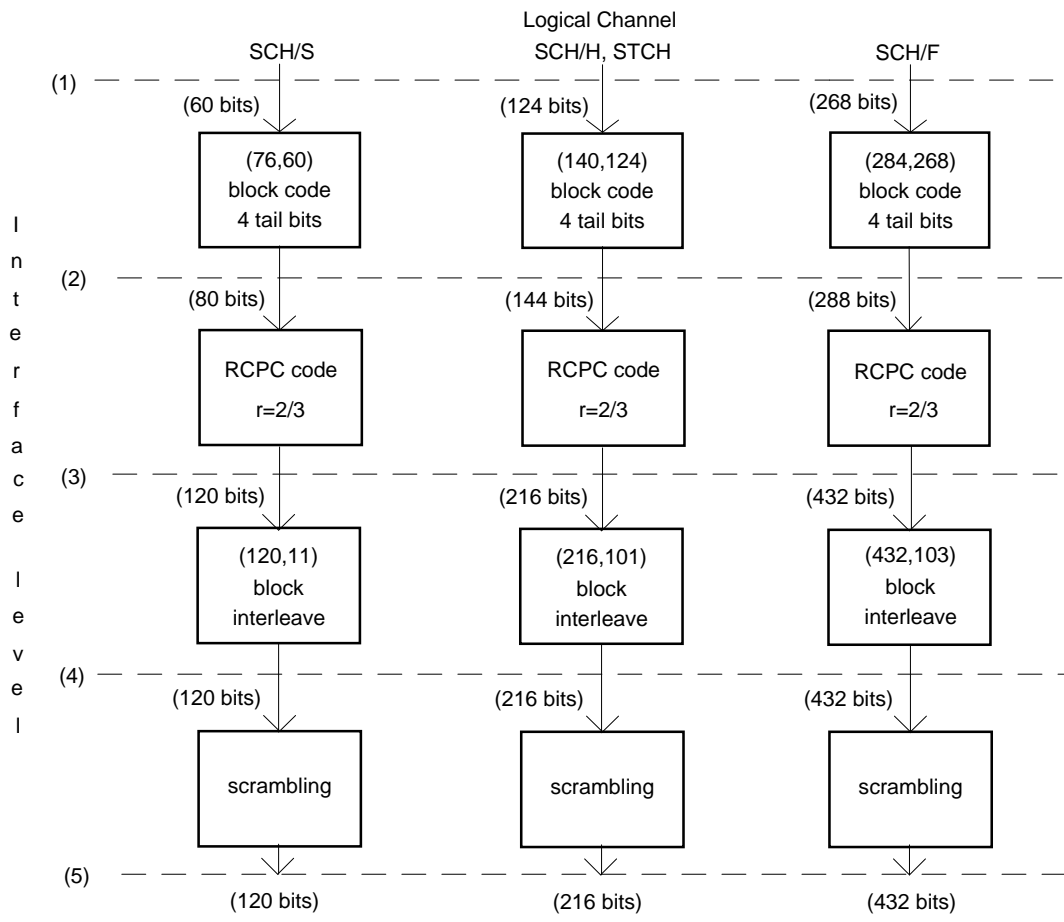 Logical Channel
SCH/S
SCH/H, STCH
SCH/F
(1)
(60 bits)
(124 bits)
(268 bits)
(76,60)
block code
4 tail bits
(140,124)
block code
4 tail bits
(284,268)
block code
4 tail bits
(2)
(80 bits)
(144 bits)
(288 bits)
RCPC code
r=2/3
RCPC code
r=2/3
RCPC code
r=2/3
(3)
(120 bits)
(216 bits)
(432 bits)
(120,11)
block
interleave
(216,101)
block
interleave
(432,103)
block
interleave
(4)
(120 bits)
(216 bits)
(432 bits)
scrambling
scrambling
scrambling
(5)
(120 bits)
(216 bits)
(432 bits)
Interface level